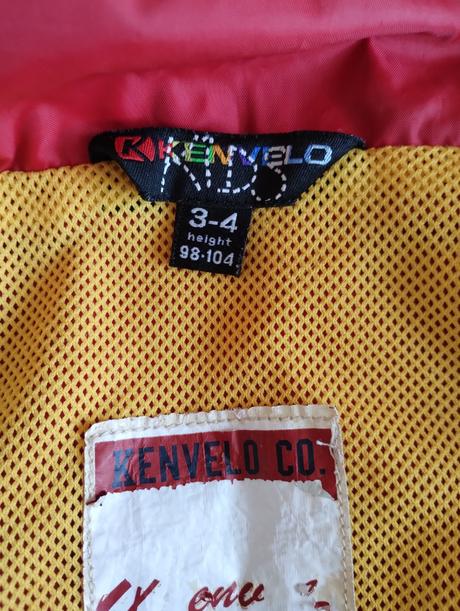 KENVELO
KIDS
3-4
height
98-104
KENVELO CO.